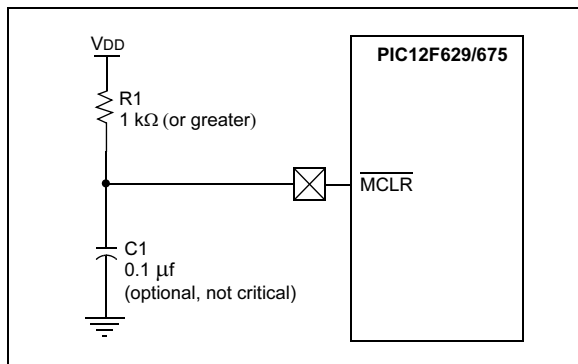 VDD
PIC12F629/675
R1
1 kΩ (or greater)
MCLR
C1
0.1 µf
(optional, not critical)